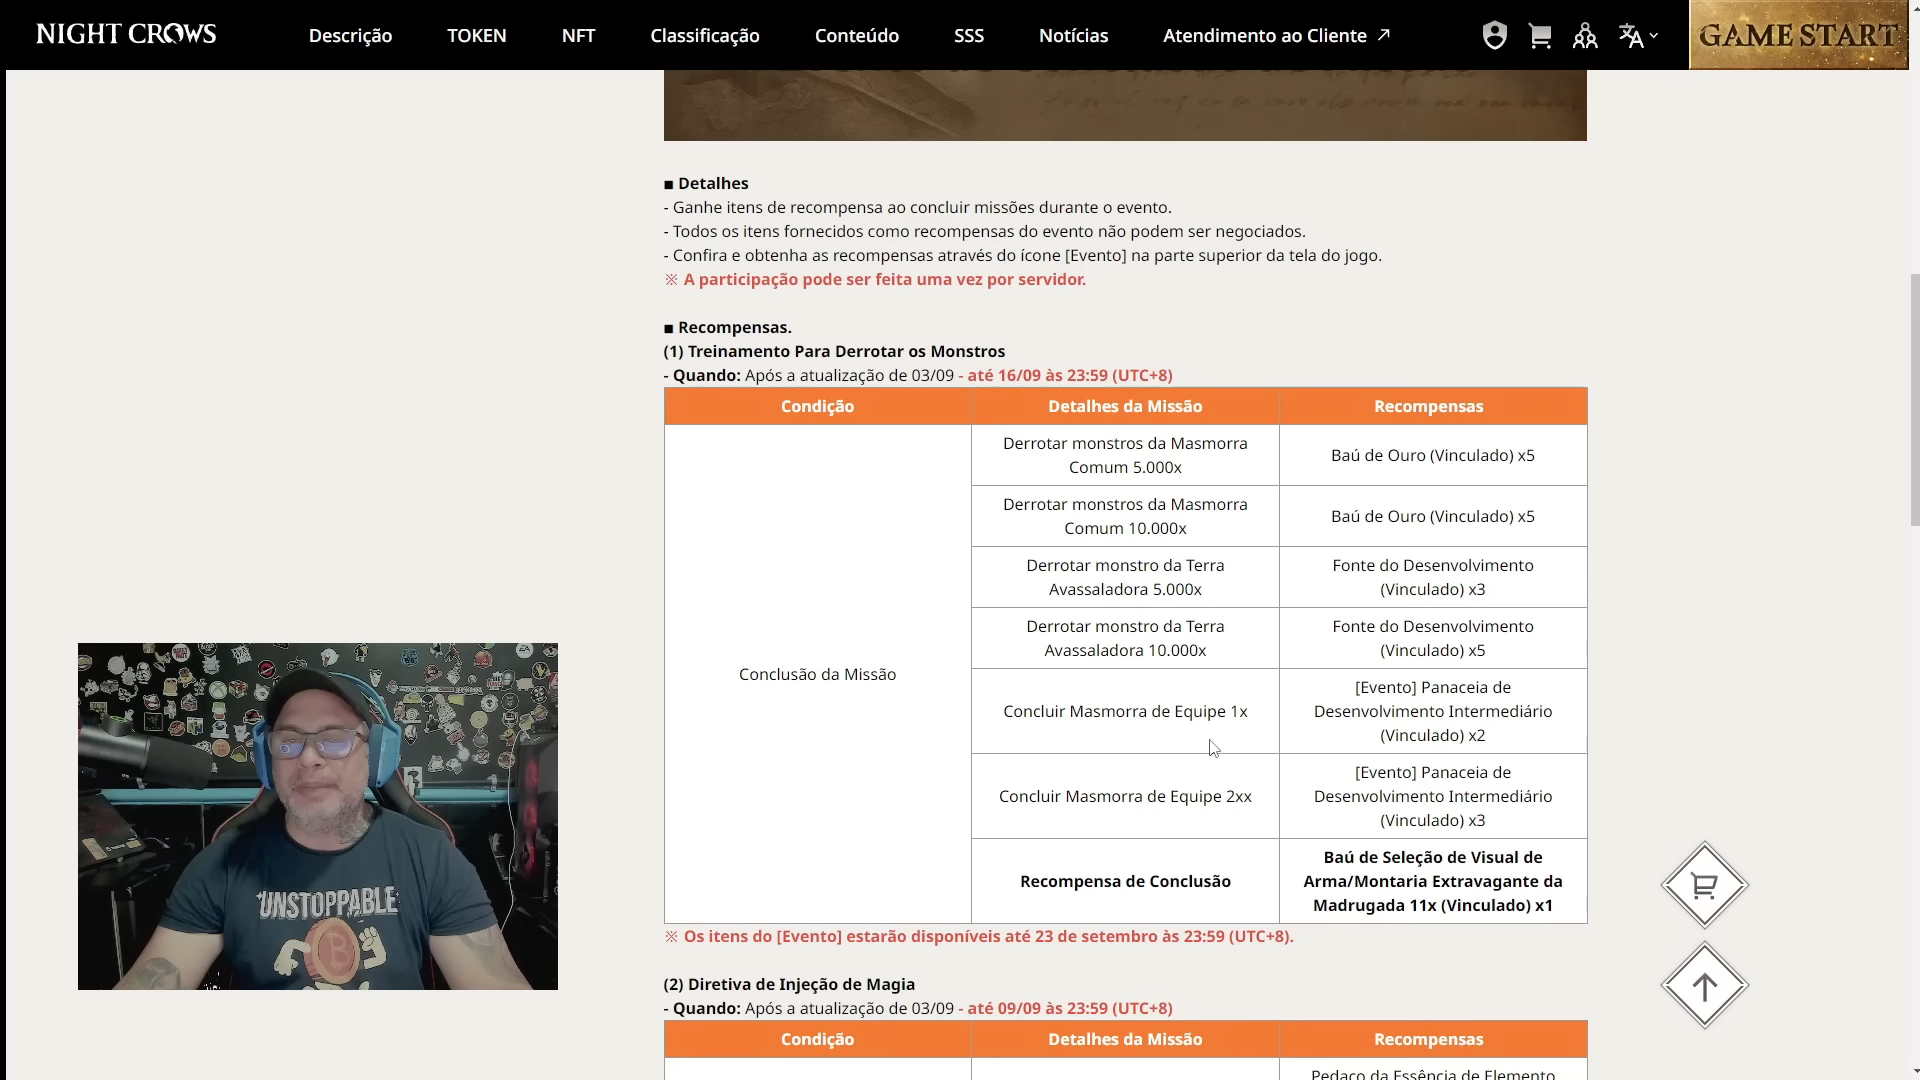 NIGHT CROWS
Descrição
TOKEN
NFT
Classificação
Conteúdo
SSS
Notícias
Atendimento ao Cliente
GAME START
■ Detalhes
- Ganhe itens de recompensa ao concluir missões durante o evento.
- Todos os itens fornecidos como recompensas do evento não podem ser negociados.
- Confira e obtenha as recompensas através do ícone [Evento] na parte superior da tela do jogo.
※ A participação pode ser feita uma vez por servidor.
■ Recompensas.
(1) Treinamento Para Derrotar os Monstros
- Quando: Após a atualização de 03/09 - até 16/09 às 23:59 (UTC+8)
Condição
Detalhes da Missão
Recompensas
Conclusão da Missão
Derrotar monstros da Masmorra
Comum 5.000x
Baú de Ouro (Vinculado) x5
Derrotar monstros da Masmorra
Comum 10.000x
Baú de Ouro (Vinculado) x5
Derrotar monstro da Terra
Avassaladora 5.000x
Fonte do Desenvolvimento
(Vinculado) x3
Derrotar monstro da Terra
Avassaladora 10.000x
Fonte do Desenvolvimento
(Vinculado) x5
Concluir Masmorra de Equipe 1x
[Evento] Panaceia de
Desenvolvimento Intermediário
(Vinculado) x2
Concluir Masmorra de Equipe 2xx
[Evento] Panaceia de
Desenvolvimento Intermediário
(Vinculado) x3
Recompensa de Conclusão
Baú de Seleção de Visual de
Arma/Montaria Extravagante da
Madrugada 11x (Vinculado) x1
※ Os itens do [Evento] estarão disponíveis até 23 de setembro às 23:59 (UTC+8).
(2) Diretiva de Injeção de Magia
- Quando: Após a atualização de 03/09 - até 09/09 às 23:59 (UTC+8)
Condição
Detalhes da Missão
Recompensas
Pedaço da Essência de Elemento
UNSTOPPABLE